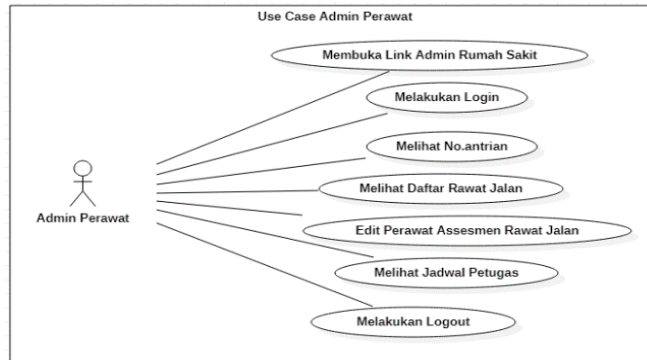 Use Case Admin Perawat
Membuka Link Admin Rumah Sakit
Melakukan Login
Melihat No.antrian
Melihat Daftar Rawat Jalan
Admin Perawat
Edit Perawat Assesmen Rawat Jalan
Melihat Jadwal Petugas
Melakukan Logout